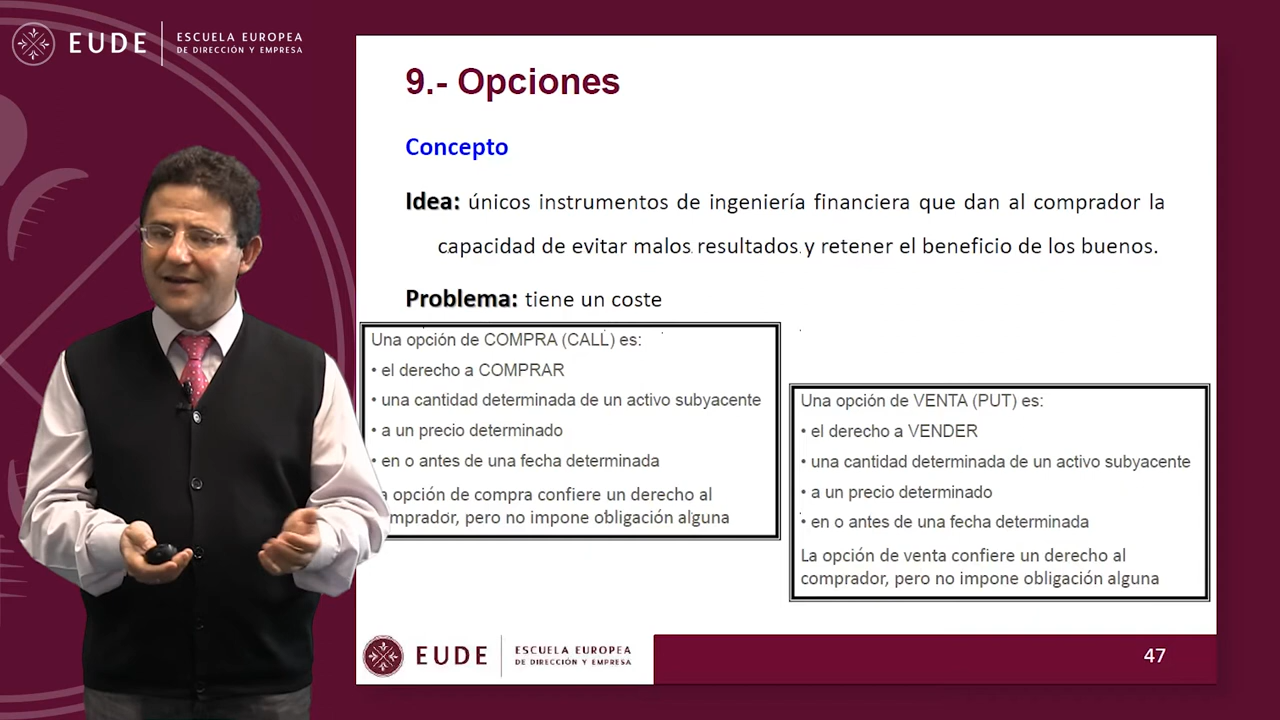 EUDE
ESCUELA EUROPEA
DE DIRECCIÓN Y EMPRESA
9.- Opciones
Concepto
Idea: únicos instrumentos de ingeniería financiera que dan al comprador la
capacidad de evitar malos resultados y retener el beneficio de los buenos.
Problema: tiene un coste
Una opción de COMPRA (CALL) es:
• el derecho a COMPRAR
• una cantidad determinada de un activo subyacente
• a un precio determinado
• en o antes de una fecha determinada
opción de compra confiere un derecho al
mprador, pero no impone obligación alguna
Una opción de VENTA (PUT) es:
• el derecho a VENDER
• una cantidad determinada de un activo subyacente
• a un precio determinado
• en o antes de una fecha determinada
La opción de venta confiere un derecho al
comprador, pero no impone obligación alguna
EUDE
ESCUELA EUROPEA
DE DIRECCIÓN Y EMPRESA
47